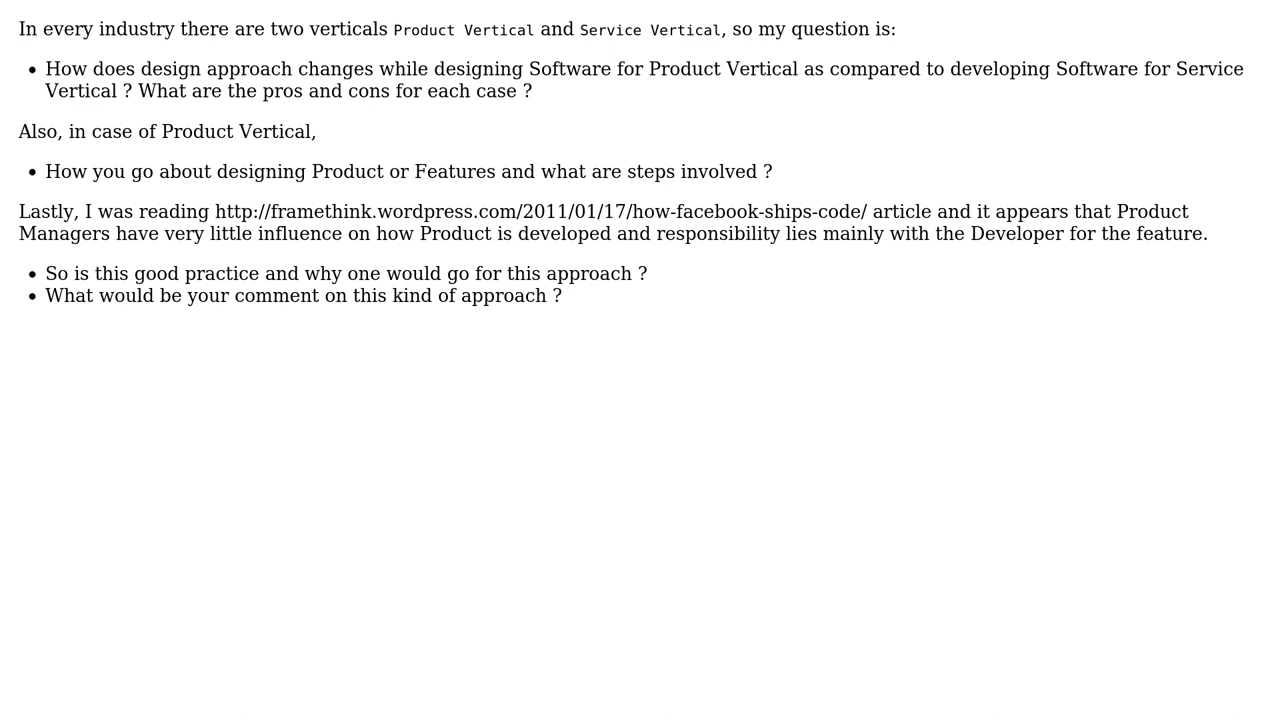 In every industry there are two verticals Product Vertical and Service Vertical, so my question is:
• How does design approach changes while designing Software for Product Vertical as compared to developing Software for Service
Vertical ? What are the pros and cons for each case ?
Also, in case of Product Vertical,
• How you go about designing Product or Features and what are steps involved ?
Lastly, I was reading http://framethink.wordpress.com/2011/01/17/how-facebook-ships-code/ article and it appears that Product
Managers have very little influence on how Product is developed and responsibility lies mainly with the Developer for the feature.
• So is this good practice and why one would go for this approach ?
• What would be your comment on this kind of approach ?